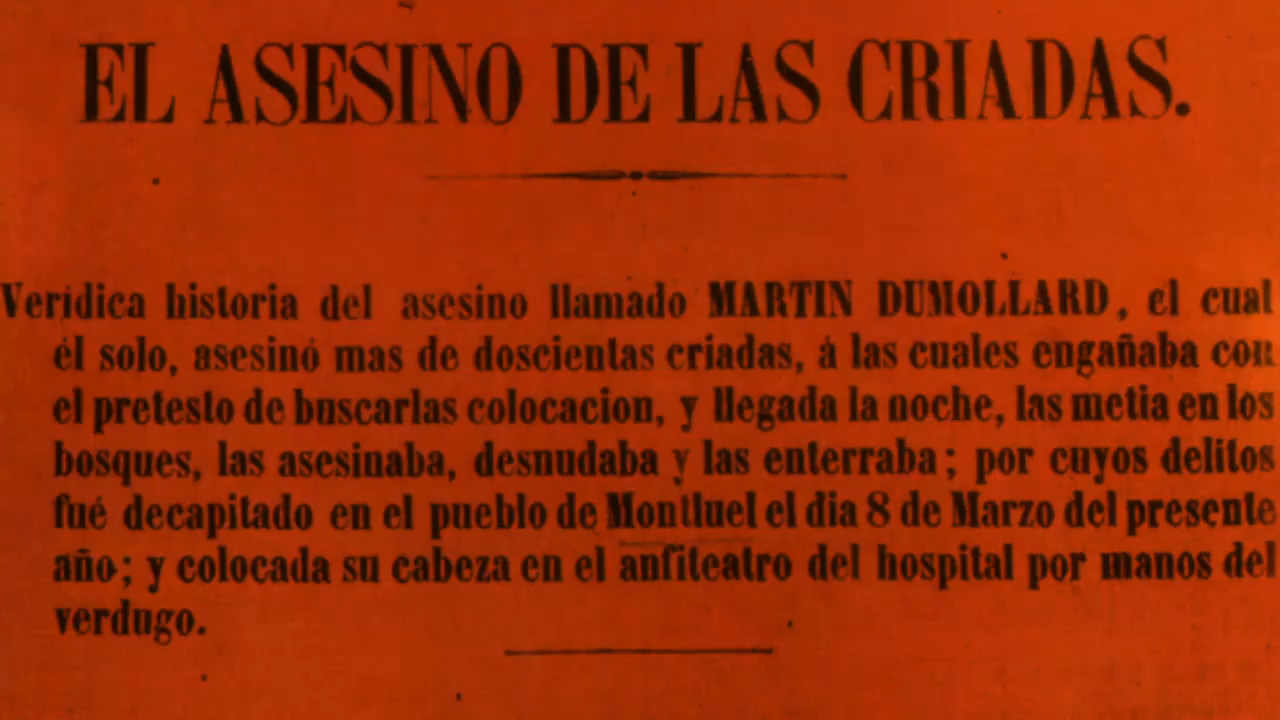 EL ASESINO DE LAS CRIADAS.
Verídica historia del asesino llamado MARTIN DUMOLLARD, el cual
él solo, asesinó mas de doscientas criadas, á las cuales engañaba con
el pretesto de buscarlas colocacion, y llegada la noche, las metia en los
bosques, las asesinaba, desnudaba y las enterraba; por cuyos delitos
fué decapitado en el pueblo de Montluel el dia 8 de Marzo del presente
año; y colocada su cabeza en el anfiteatro del hospital por manos del
verdugo.